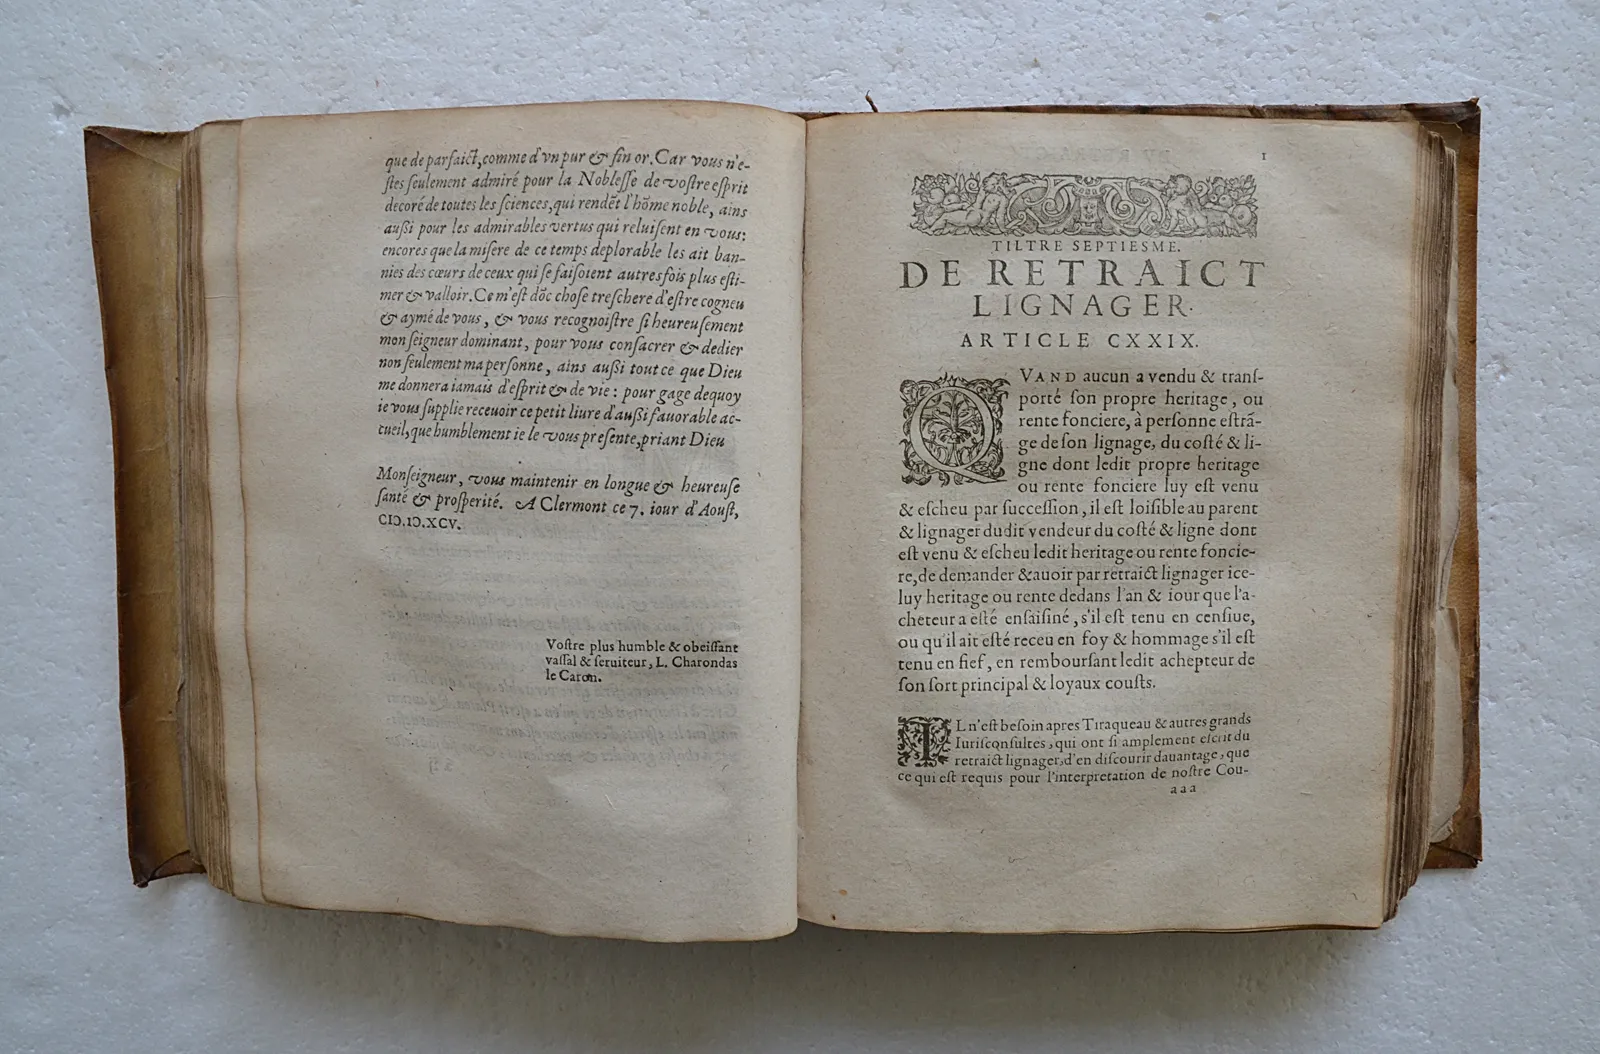 que de parfaict, comme d'vn pur & fin or. Car vous n'e-
ſtes ſeulement admiré pour la Nobleſſe de voſtre eſprit
decoré de toutes les ſciences, qui rendẽt l'hõme noble, ains
außi pour les admirables vertus qui reluiſent en vous:
encores que la miſere de ce temps deplorable les ait ban-
nies des cœurs de ceux qui ſe faiſoient autresfois plus eſti-
mer & valloir. Ce m'eſt dõc choſe treſchere d'eſtre cogneu
& aymé de vous, & vous recognoiſtre ſi heureuſement
mon ſeigneur dominant, pour vous conſacrer & dedier
non ſeulement ma perſonne, ains außi tout ce que Dieu
me donnera iamais d'eſprit & de vie: pour gage dequoy
ie vous ſupplie receuoir ce petit liure d'außi fauorable ac-
cueil, que humblement ie le vous preſente, priant Dieu
Monſeigneur, vous maintenir en longue & heureuſe
ſanté & proſperité. A Clermont ce 7. iour d'Aouſt,
CIↃ.IↃ.XCV.
Voſtre plus humble & obeiſſant
vaſſal & ſeruiteur, L. Charondas
le Caron.
1
TILTRE SEPTIESME.
DE RETRAICT
LIGNAGER.
ARTICLE CXXIX.
QVAND aucun a vendu & tranſ-
porté ſon propre heritage, ou
rente fonciere, à perſonne eſtrã-
ge de ſon lignage, du coſté & li-
gne dont ledit propre heritage
ou rente fonciere luy eſt venu
& eſcheu par ſucceſſion, il eſt loiſible au parent
& lignager dudit vendeur du coſté & ligne dont
eſt venu & eſcheu ledit heritage ou rente foncie-
re, de demander & auoir par retraict lignager ice-
luy heritage ou rente dedans l'an & iour que l'a-
cheteur a eſté enſaiſiné, s'il eſt tenu en cenſiue,
ou qu'il ait eſté receu en foy & hommage s'il eſt
tenu en fief, en rembourſant ledit achepteur de
ſon ſort principal & loyaux couſts.
IL n'eſt beſoin apres Tiraqueau & autres grands
Iuriſconſultes, qui ont ſi amplement eſcrit du
retraict lignager, d'en diſcourir dauantage, que
ce qui eſt requis pour l'interpretation de noſtre Cou-
aaa